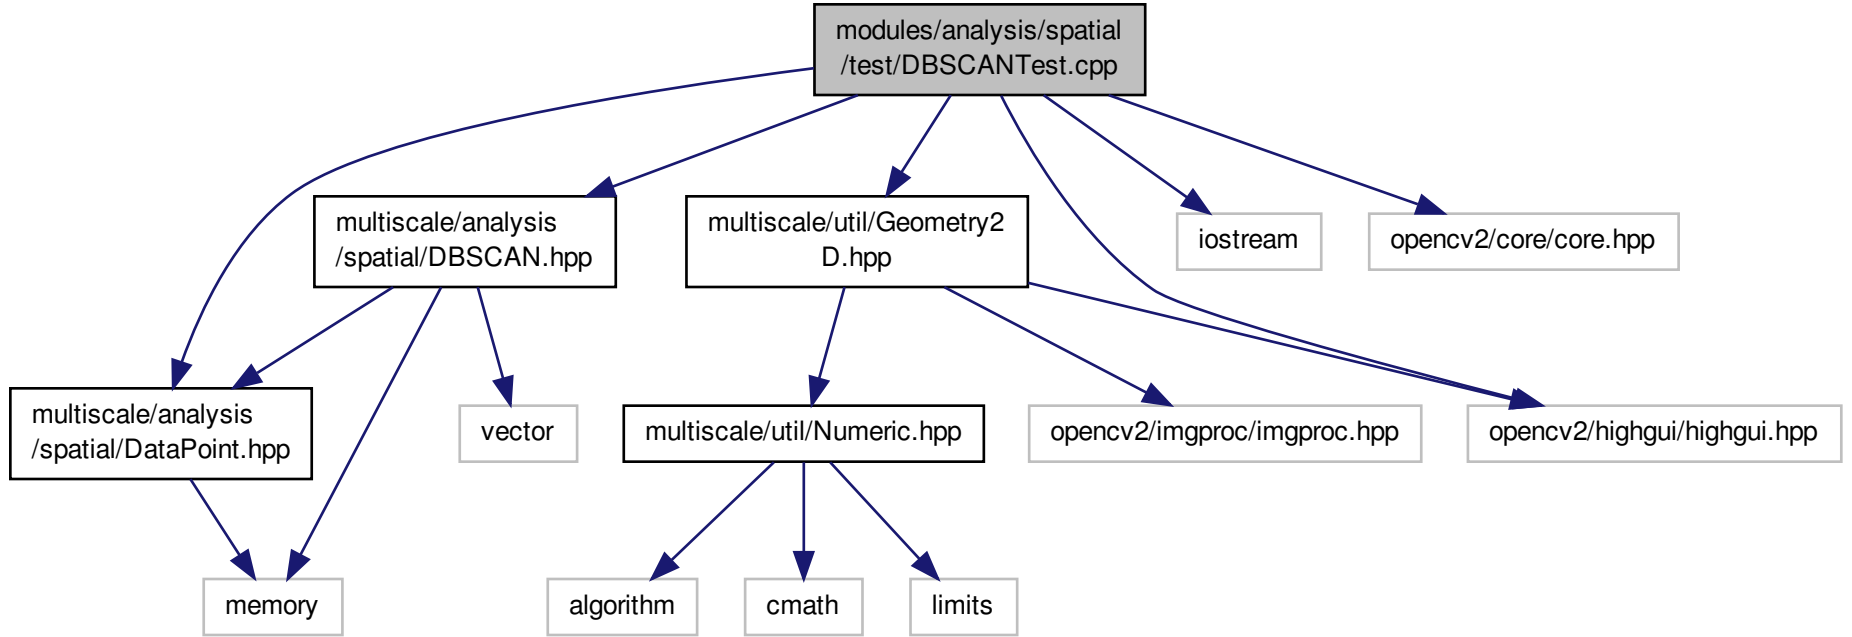 modules/analysis/spatial
/test/DBSCANTest.cpp
multiscale/analysis
/spatial/DBSCAN.hpp
multiscale/util/Geometry2
D.hpp
iostream
opencv2/core/core.hpp
multiscale/analysis
/spatial/DataPoint.hpp
vector
multiscale/util/Numeric.hpp
opencv2/imgproc/imgproc.hpp
opencv2/highgui/highgui.hpp
memory
algorithm
cmath
limits